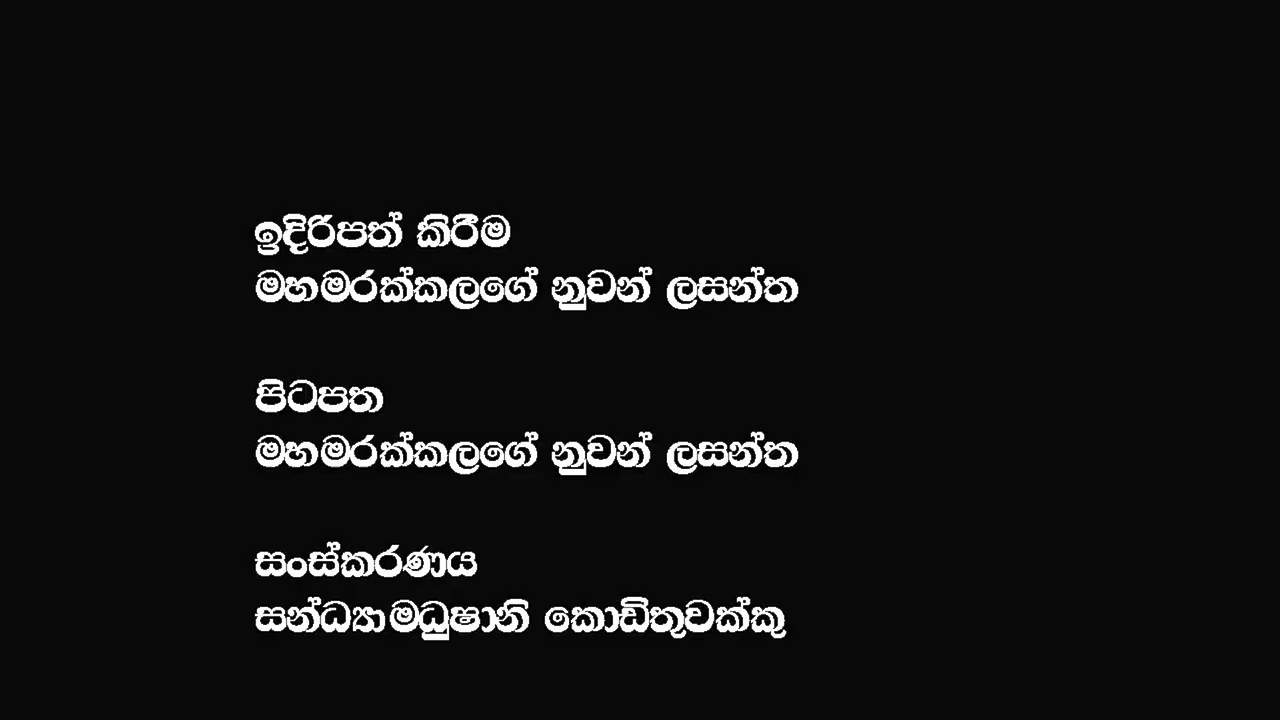 ඉදිරිපත් කිරීම
මහමරක්කලගේ නුවන් ලසන්ත
පිටපත
මහමරක්කලගේ නුවන් ලසන්ත
සංස්කරණය
සන්ධ්‍යාමධුෂානි කොඩිතුවක්කු